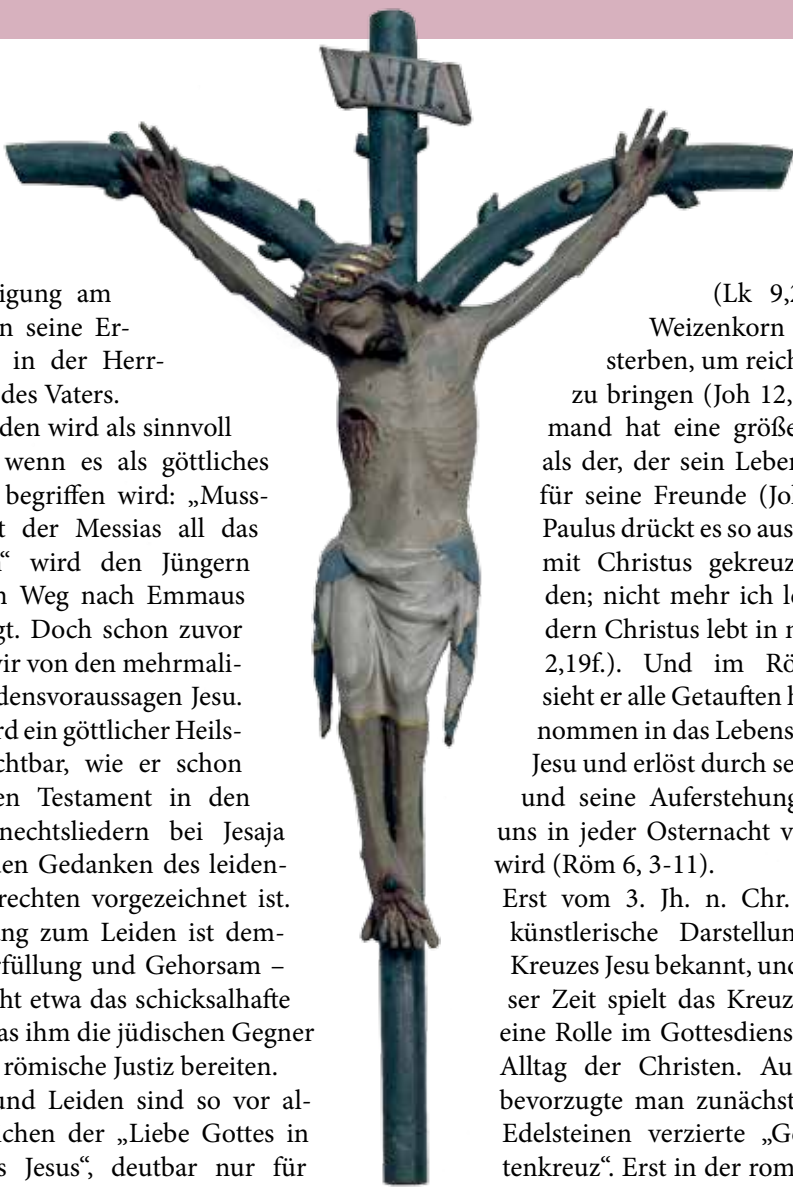 IN·RI.
igung am
n seine Er-
in der Herr-
des Vaters.
den wird als sinnvoll
wenn es als göttliches
begriffen wird: „Muss-
t der Messias all das
“ wird den Jüngern
n Weg nach Emmaus
gt. Doch schon zuvor
wir von den mehrmali-
densvoraussagen Jesu.
rd ein göttlicher Heils-
chtbar, wie er schon
en Testament in den
nechtsliedern bei Jesaja
den Gedanken des leiden-
rechten vorgezeichnet ist.
ung zum Leiden ist dem-
rfüllung und Gehorsam –
ht etwa das schicksalhafte
as ihm die jüdischen Gegner
römische Justiz bereiten.
und Leiden sind so vor al-
ichen der „Liebe Gottes in
s Jesus“, deutbar nur für
(Lk 9,2
Weizenkorn
sterben, um reich
zu bringen (Joh 12,
mand hat eine größe
als der, der sein Leben
für seine Freunde (Joh
Paulus drückt es so aus
mit Christus gekreuz
den; nicht mehr ich le
dern Christus lebt in m
2,19f.). Und im Rö
sieht er alle Getauften h
nommen in das Lebens
Jesu und erlöst durch se
und seine Auferstehung
uns in jeder Osternacht v
wird (Röm 6, 3-11).
Erst vom 3. Jh. n. Chr.
künstlerische Darstellun
Kreuzes Jesu bekannt, und
ser Zeit spielt das Kreuz
eine Rolle im Gottesdiens
Alltag der Christen. Au
bevorzugte man zunächst
Edelsteinen verzierte „Ge
tenkreuz“. Erst in der rom